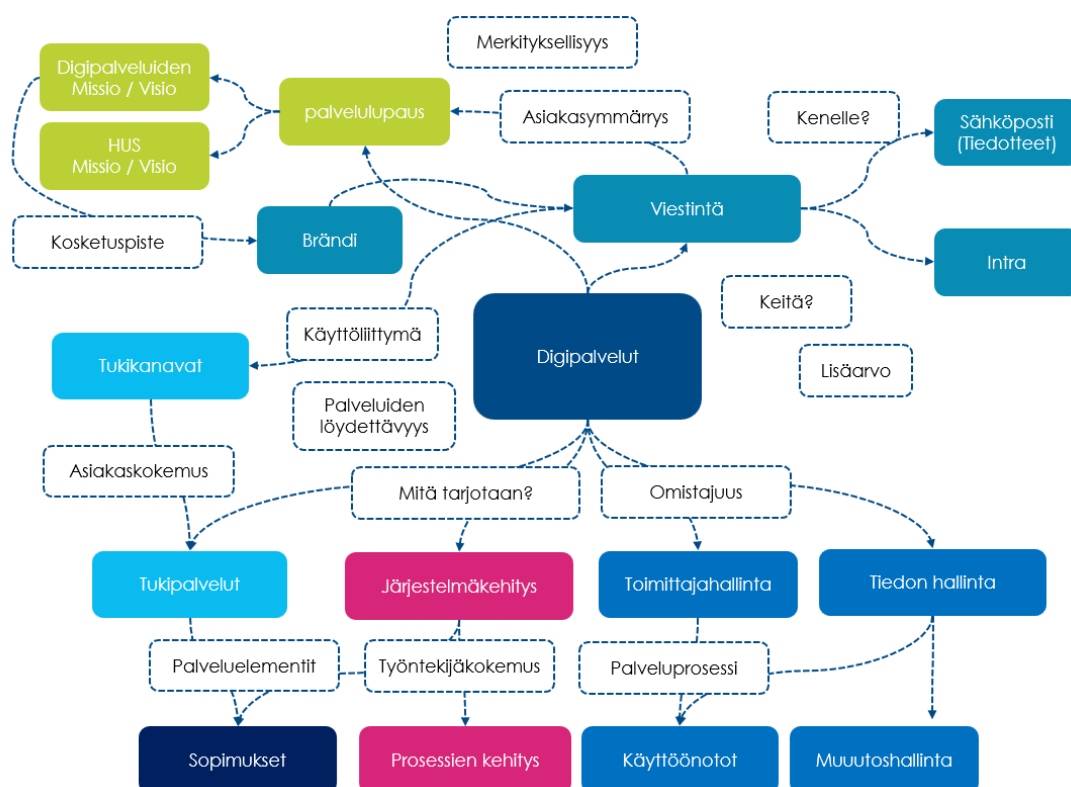 Merkityksellisyys
Digipalveluiden
Missio / Visio
palvelulupaus
Asiakasymmärrys
Kenelle?
Sähköposti
(Tiedotteet)
HUS
Missio / Visio
Viestintä
Kosketuspiste
Brändi
Intra
Keitä?
Käyttöliittymä
Digipalvelut
Tukikanavat
Lisäarvo
Palveluiden
löydettävyys
Asiakaskokemus
Mitä tarjotaan?
Omistajuus
Tukipalvelut
Järjestelmäkehitys
Toimittajahallinta
Tiedon hallinta
Palveluelementit
Työntekijäkokemus
Palveluprosessi
Sopimukset
Prosessien kehitys
Käyttöönotot
Muuutoshallinta